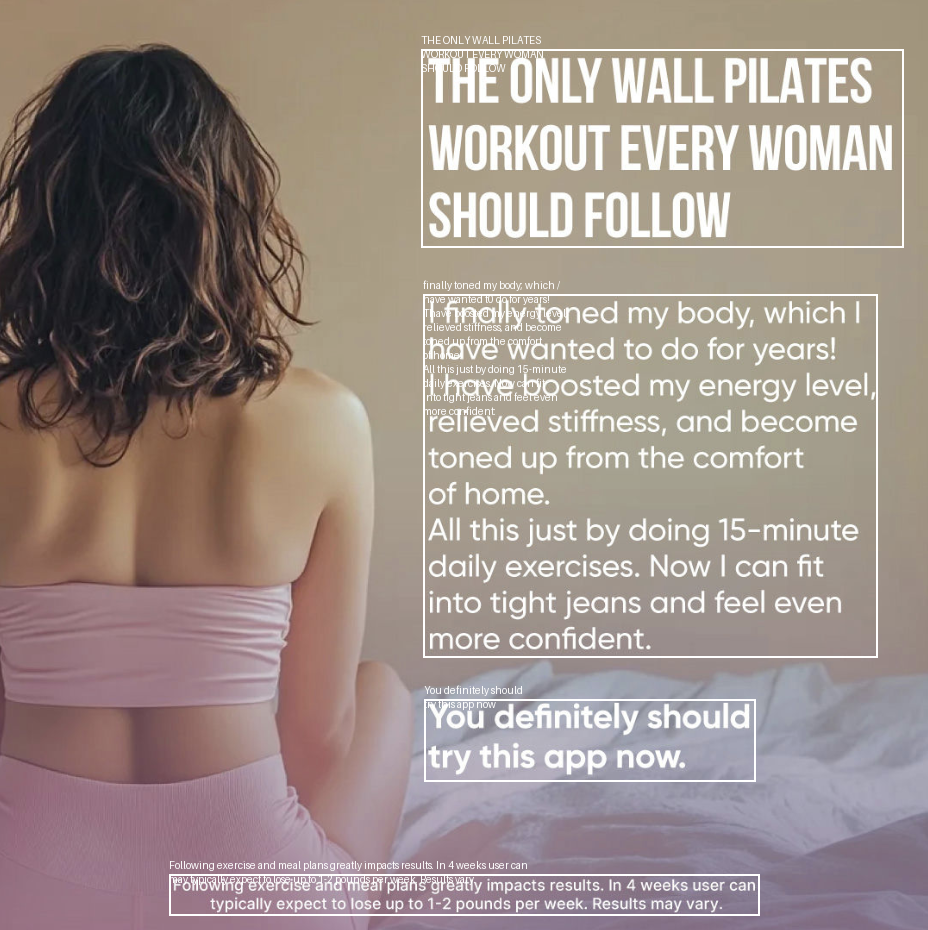 THE ONLY WALL PILATES
WORKOUT EVERY WOMAN
SHOULD FOLLOW
THE ONLY WALL PILATES
WORKOUT EVERY WOMAN
SHOULD FOLLOW
finally toned my body; which /
have wanted t0 do for years!
have boosted my energy level,
relieved stiffness, and become
toned up from the comfort
of home
All this just by doing 15-minute
daily exercises. Now can fit
into tight jeans and feel even
more confident:
I finally toned my body, which I
have wanted to do for years!
I have boosted my energy level,
relieved stiffness, and become
toned up from the comfort
of home.
All this just by doing 15-minute
daily exercises. Now I can fit
into tight jeans and feel even
more confident.
You definitely should
try this app now
You definitely should
try this app now.
Following exercise and meal plans greatly impacts results. In 4 weeks user can
may typically expect to lose up to 1-2 pounds per week. Results vary
Following exercise and meal plans greatly impacts results. In 4 weeks user can
typically expect to lose up to 1-2 pounds per week. Results may vary.